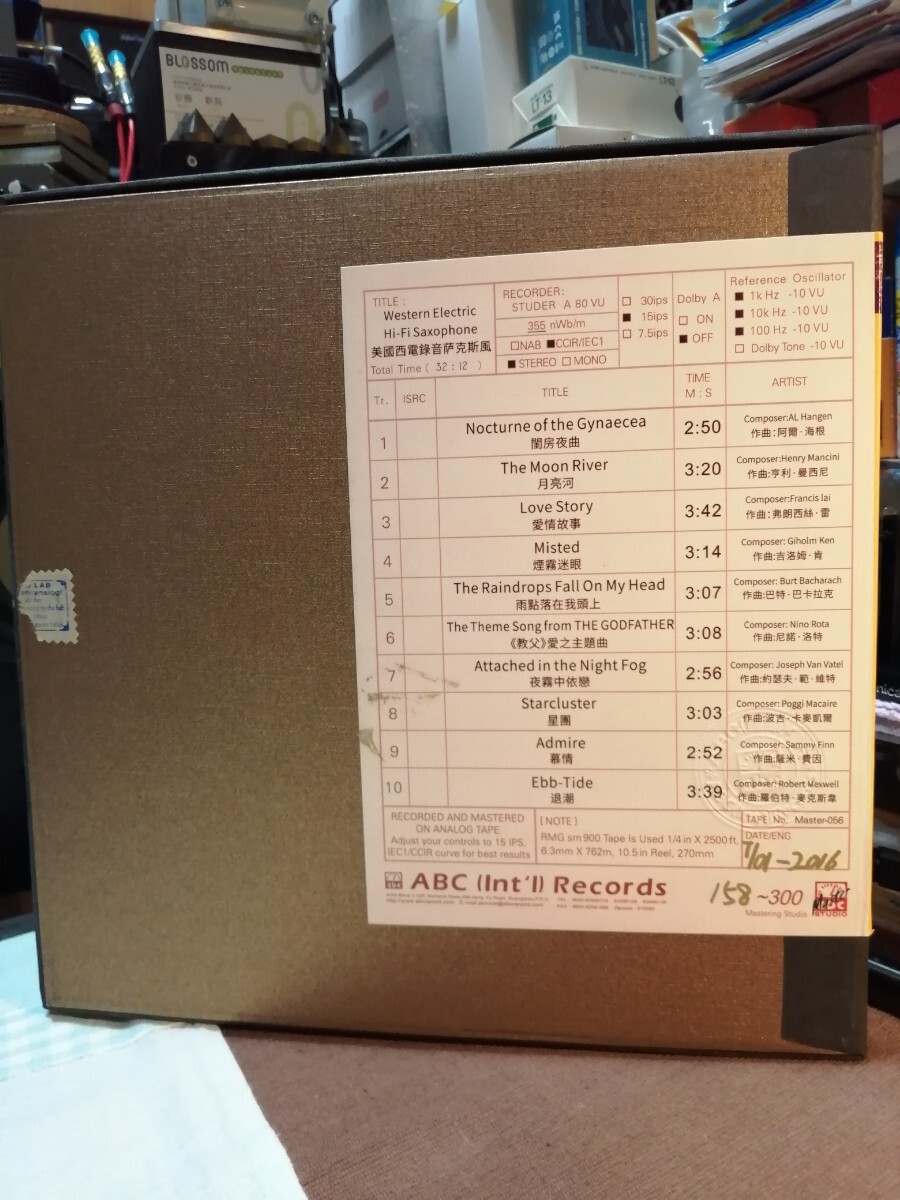 BLOSSOM
LT-13
LT-13
TITLE :
Western Electric
Hi-Fi Saxophone
美國西電錄音萨克斯風
Total Time ( 32 : 12 )
RECORDER:
STUDER A 80 VU
355 nWb/m
□NAB ■CCIR/IEC1
■STEREO □MONO
□ 30ips
■ 15ips
□ 7.5ips
Dolby A
□ ON
■ OFF
Reference Oscillator
■ 1k Hz -10 VU
■ 10k Hz -10 VU
■ 100 Hz -10 VU
□ Dolby Tone -10 VU
Tr. ISRC TITLE TIME M : S ARTIST
1 Nocturne of the Gynaecea 2:50 Composer:AL Hangen
閨房夜曲 作曲:阿爾·海根
2 The Moon River 3:20 Composer:Henry Mancini
月亮河 作曲:亨利·曼西尼
3 Love Story 3:42 Composer:Francis lai
愛情故事 作曲:弗朗西絲·雷
4 Misted 3:14 Composer: Giholm Ken
煙霧迷眼 作曲:吉洛姆·肯
5 The Raindrops Fall On My Head 3:07 Composer: Burt Bacharach
雨點落在我頭上 作曲:巴特·巴卡拉克
6 The Theme Song from THE GODFATHER 3:08 Composer: Nino Rota
《教父》愛之主題曲 作曲:尼諾·洛特
7 Attached in the Night Fog 2:56 Composer: Joseph Van Vatel
夜霧中依戀 作曲:約瑟夫·範·維特
8 Starcluster 3:03 Composer: Poggi Macaire
星團 作曲:波吉·卡麥凱爾
9 Admire 2:52 Composer: Sammy Finn
慕情 作曲:薩米·費因
10 Ebb-Tide 3:39 Composer: Robert Mexwell
退潮 作曲:羅伯特·麥克斯韋
RECORDED AND MASTERED
ON ANALOG TAPE
Adjust your controls to 15 IPS,
IEC1/CCIR curve for best results
[ NOTE ]
RMG sm900 Tape Is Used 1/4 in X 2500ft,
6.3mm X 762m, 10.5 in Reel, 270mm
TAPE No. Master-056
DATE/ENG
7/01-2016
ABC (Int'l) Records
158 ~300
Mastering Studio
STUDIO
LAB